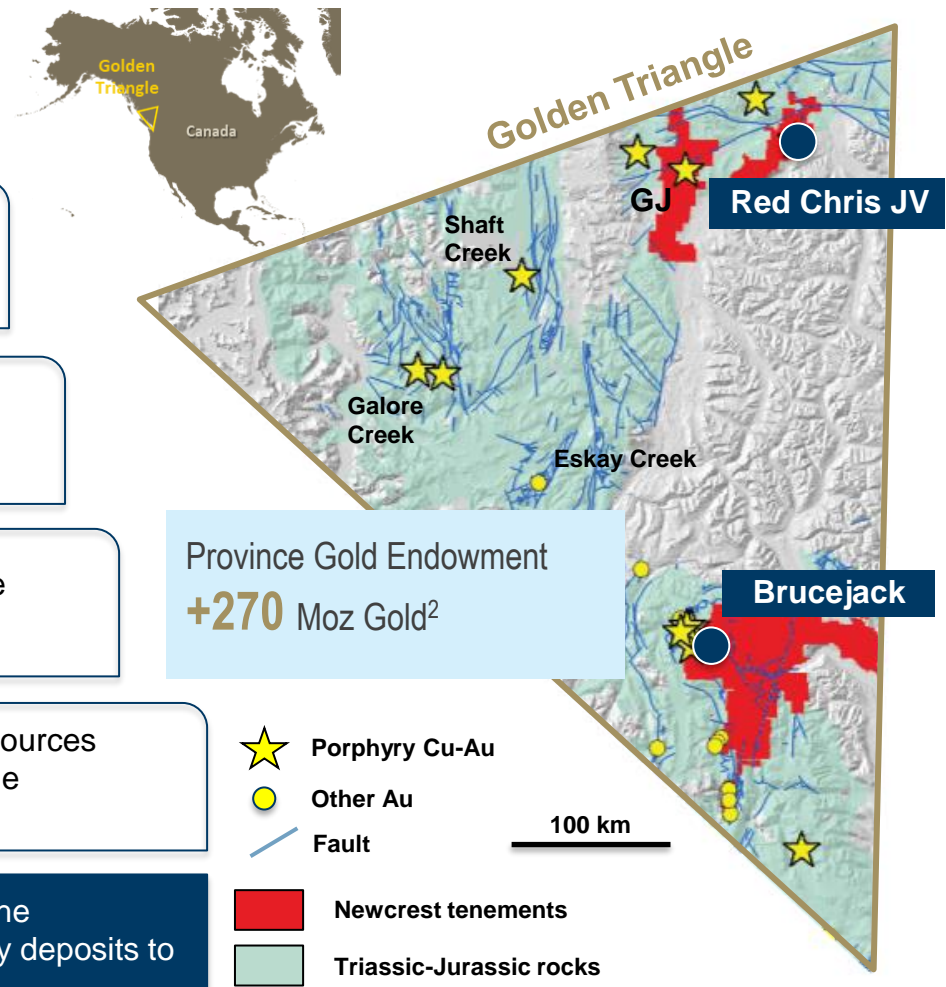 Golden
Triangle
Canada
Golden Triangle
GJ
Red Chris JV
Shaft
Creek
Galore
Creek
Eskay Creek
Province Gold Endowment
+270 Moz Gold2
Brucejack
ources
Porphyry Cu-Au
Other Au
Fault
100 km
Newcrest tenements
Triassic-Jurassic rocks
deposits to